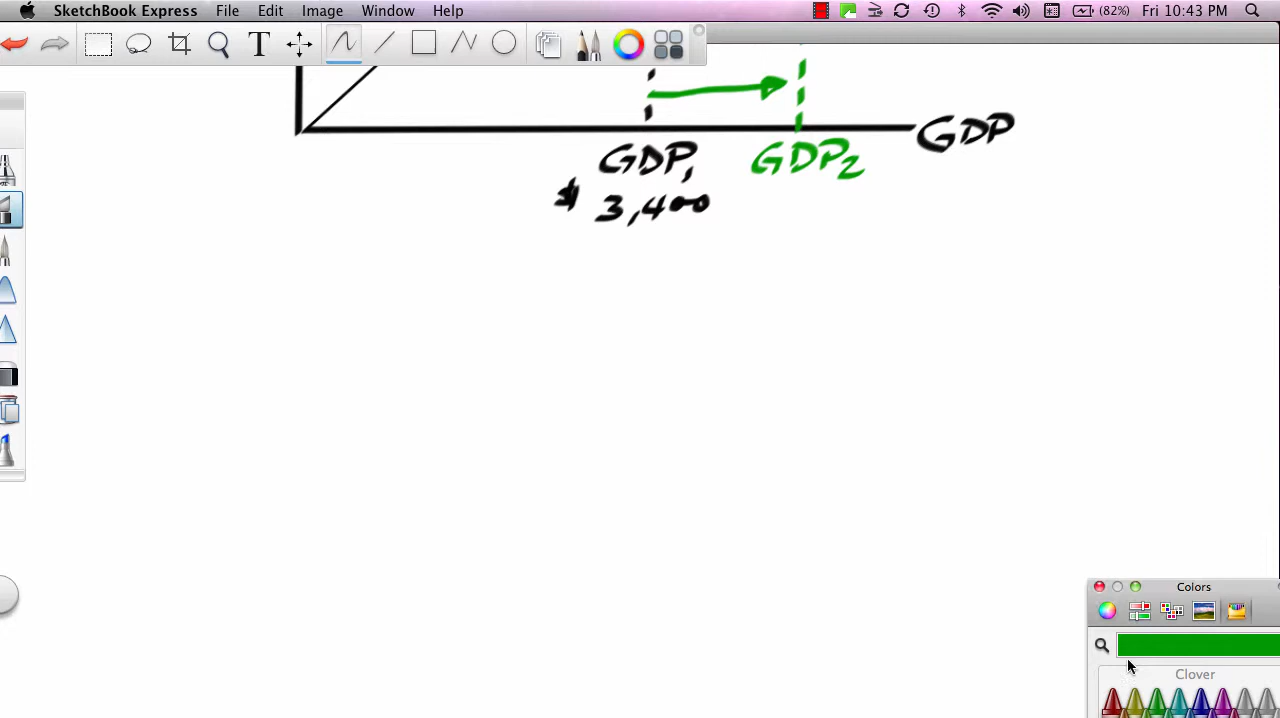 SketchBook Express File Edit Image Window Help (82%) Fri 10:43 PM
T
GDP
GDP1 GDP2
$ 3,400
Colors
Clover